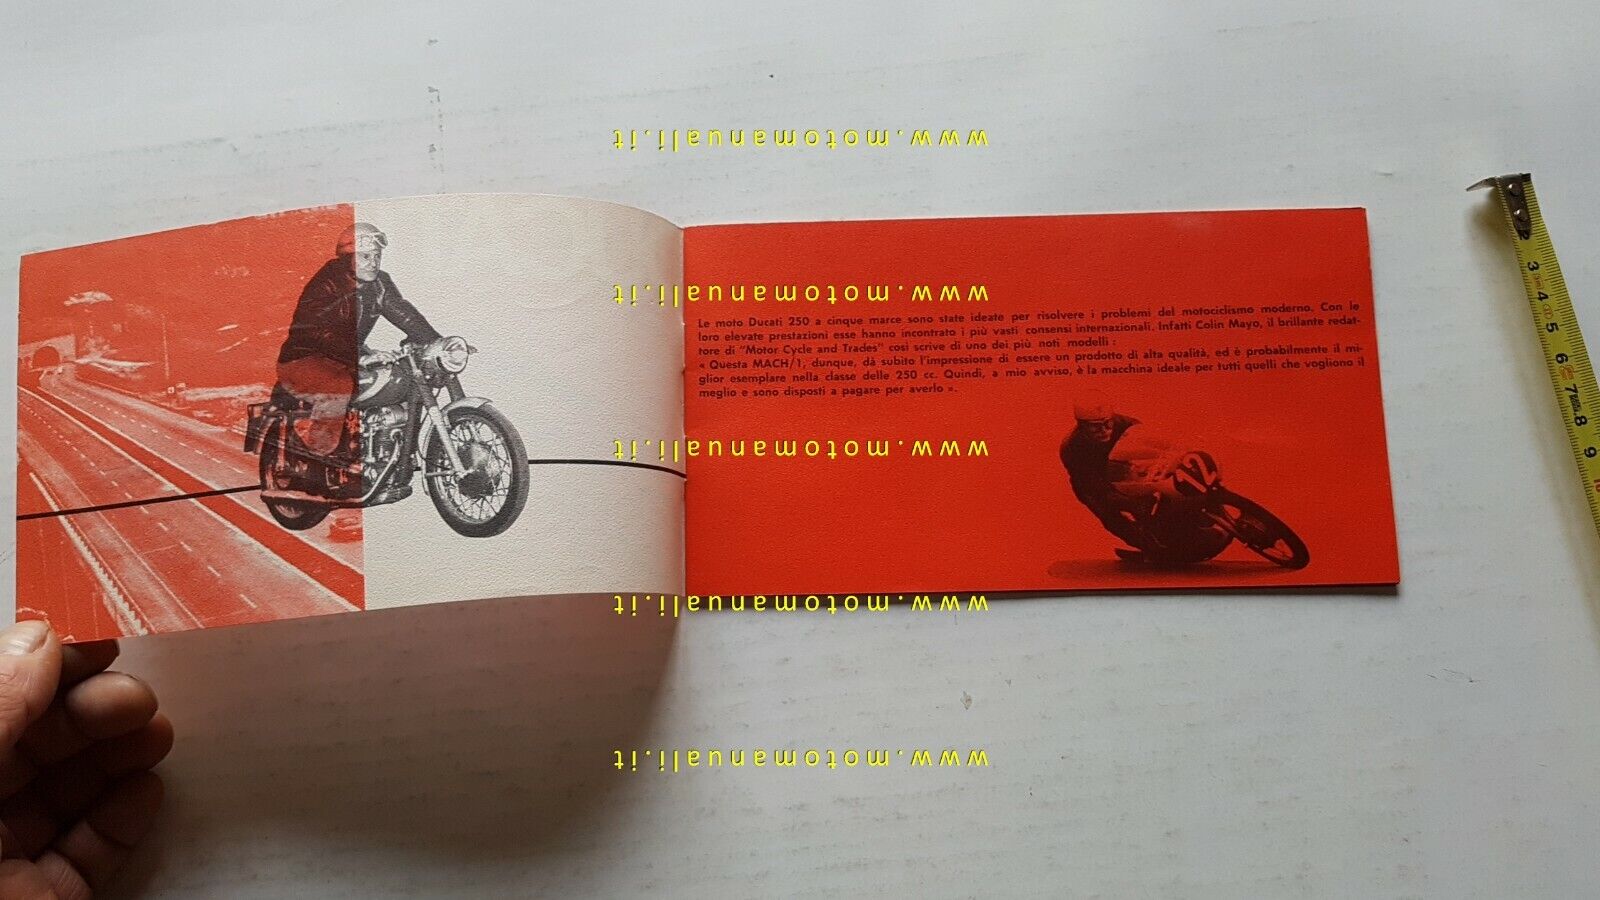 www.motomanuali.it
www.motomanuali.it
Le moto Ducati 250 a cinque marce sono state ideate per risolvere i problemi del motociclismo moderno. Con le
loro elevate prestazioni esse hanno incontrato i più vasti consensi internazionali. Infatti Colin Mayo, il brillante redat-
tore di "Motor Cycle and Trades" così scrive di uno dei più noti modelli :
« Questa MACH/1, dunque, dà subito l'impressione di essere un prodotto di alta qualità, ed è probabilmente il mi-
glior esemplare nella classe delle 250 cc. Quindi, a mio avviso, è la macchina ideale per tutti quelli che vogliono il
meglio e sono disposti a pagare per averlo ».
www.motomanuali.it
www.motomanuali.it
www.motomanuali.it
12
2
3
4
5
6
7
8
9
10